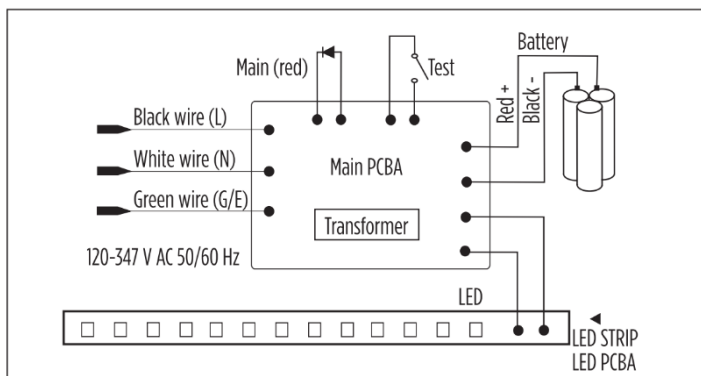 Battery
Main (red)
Test
Red +
Black -
Black wire (L)
White wire (N)
Main PCBA
Green wire (G/E)
Transformer
120-347 V AC 50/60 Hz
LED
LED STRIP
LED PCBA